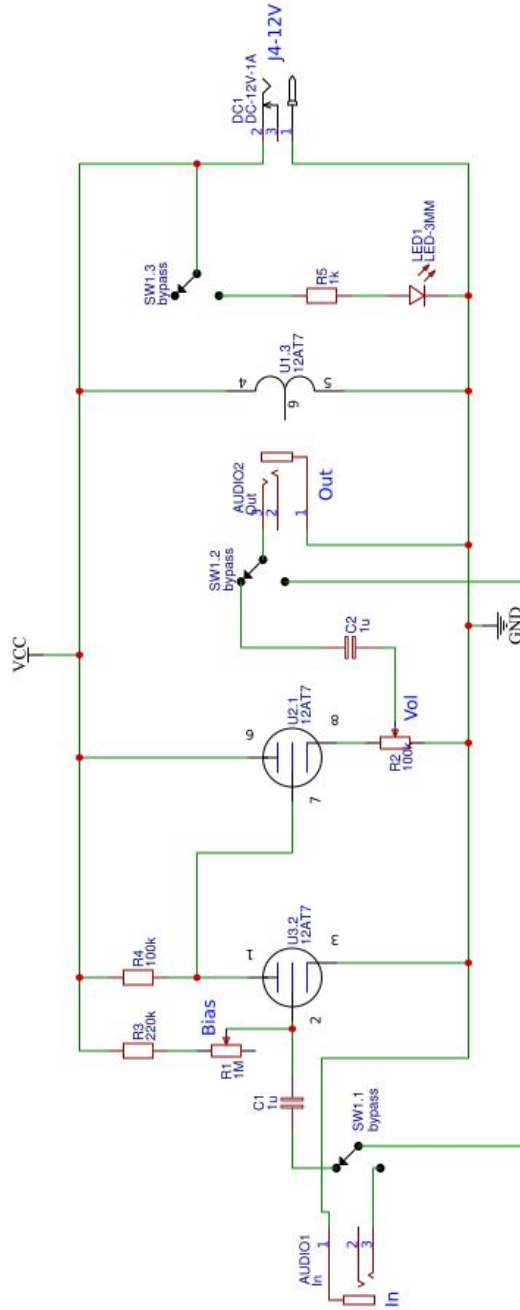 VCC
R3
220k
R4
100k
R1
1M
Bias
C1
1u
AUDIO1
In
1
2
3
In
SW1.1
bypass
1
2
3
U3.2
12AT7
6
7
8
U2.1
12AT7
R2
100k
Vol
C2
1u
SW1.2
bypass
AUDIO2
Out
3
2
1
Out
4
6
5
U1.3
12AT7
SW1.3
bypass
R5
1k
LED1
LED-3MM
DC1
DC-12V-1A
2
3
1
J4-12V
GND